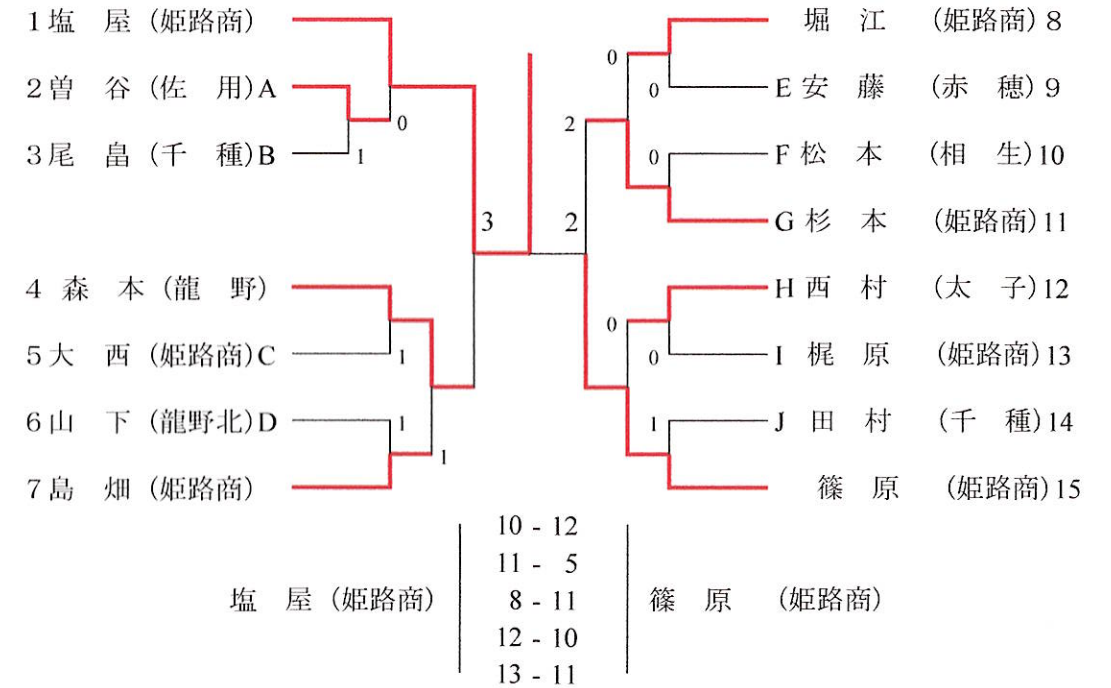 1塩　屋(姫路商)
2曽　谷(佐　用)A
0
3尾　畠(千　種)B
1
3
4 森　本(龍　野)
5大　西(姫路商)C
1
6山　下(龍野北)D
1
1
7島　畑(姫路商)
堀　江　(姫路商)8
0
0
E安　藤　(赤　穂)9
2
0
F松　本　(相　生)10
2
G杉　本　(姫路商)11
H西　村　(太　子)12
0
0
I 梶　原　(姫路商)13
1
J 田　村　(千　種)14
篠　原　(姫路商)15
10 - 12
11 - 5
塩　屋(姫路商)　8 - 11　篠　原　(姫路商)
12 - 10
13 - 11